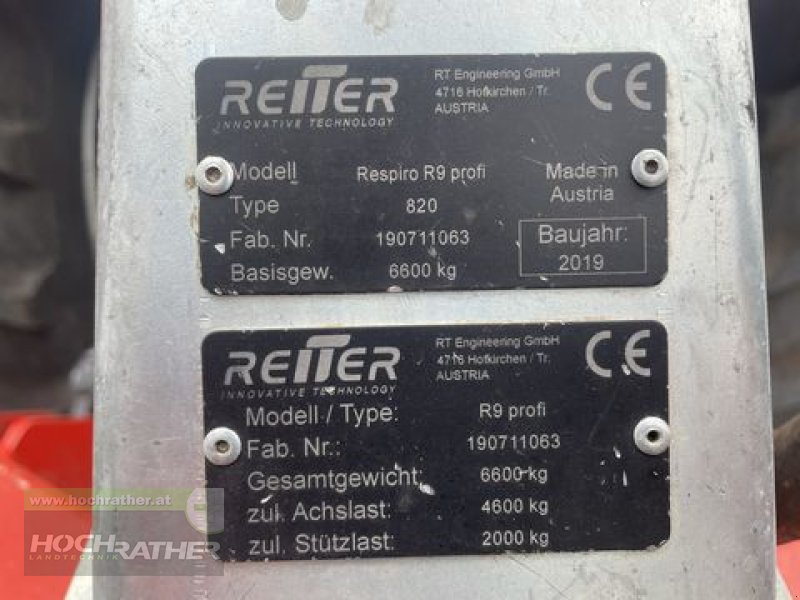 REITER
INNOVATIVE TECHNOLOGY
RT Engineering GmbH
4716 Hofkirchen / Tr.
AUSTRIA
CE
Modell Respiro R9 profi Made in
Austria
Type 820
Fab. Nr. 190711063
Baujahr:
2019
Basisgew. 6600 kg
REITER
INNOVATIVE TECHNOLOGY
RT Engineering GmbH
4716 Hofkirchen / Tr.
AUSTRIA
CE
Modell / Type: R9 profi
Fab. Nr.: 190711063
Gesamtgewicht: 6600 kg
zul. Achslast: 4600 kg
zul. Stützlast: 2000 kg
www.hochrather.at
HOCHRATHER
LANDTECHNIK